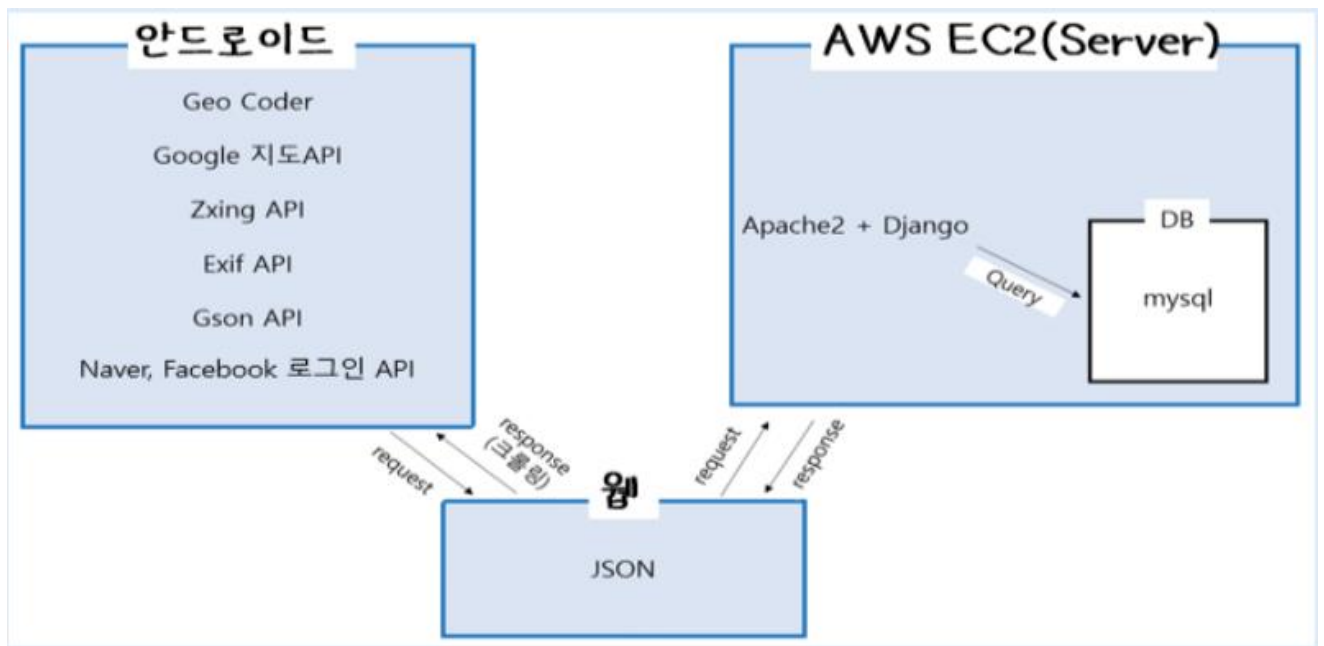 안드로이드
Geo Coder
Google 지도API
Zxing API
Exif API
Gson API
Naver, Facebook 로그인 API
AWS EC2(Server)
Apache2 + Django
Query
DB
mysql
request
response
(크롤링)
request
response
웹
JSON